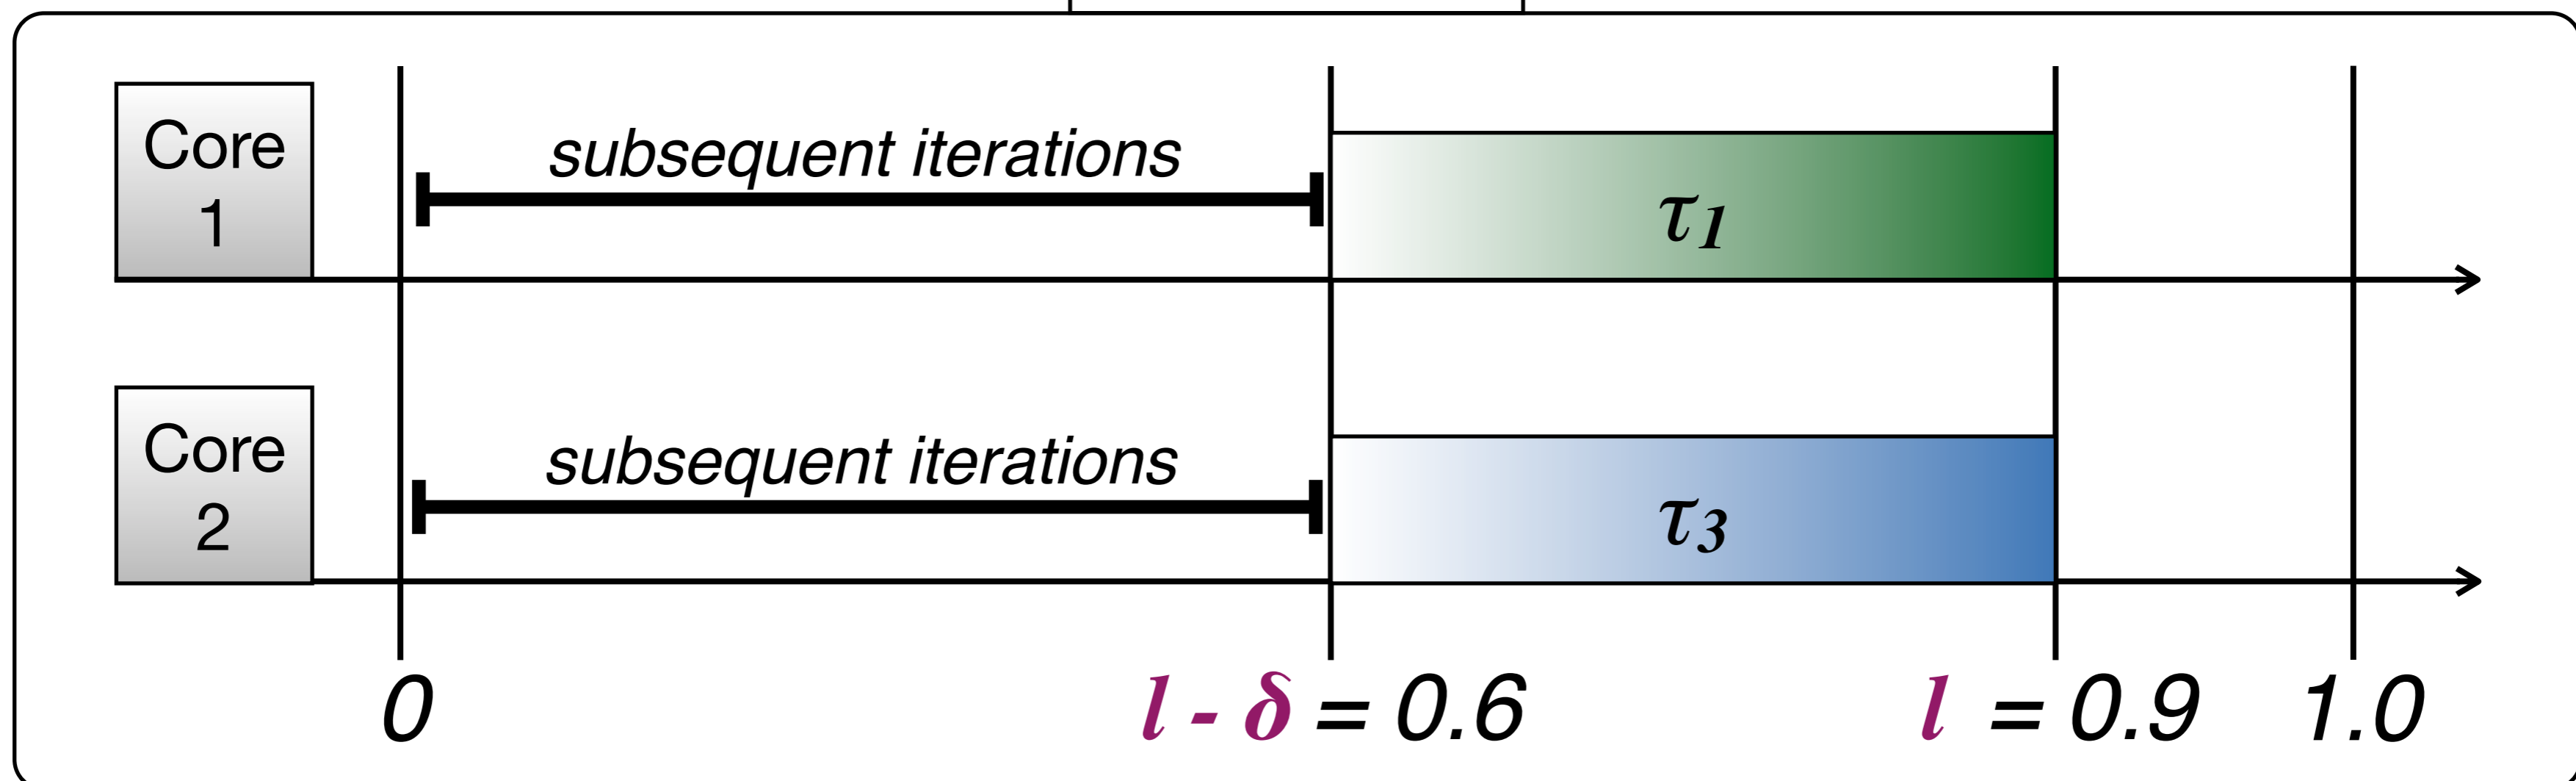 Core
1
subsequent iterations
τ1
Core
2
subsequent iterations
τ3
0
l - δ = 0.6
l = 0.9
1.0